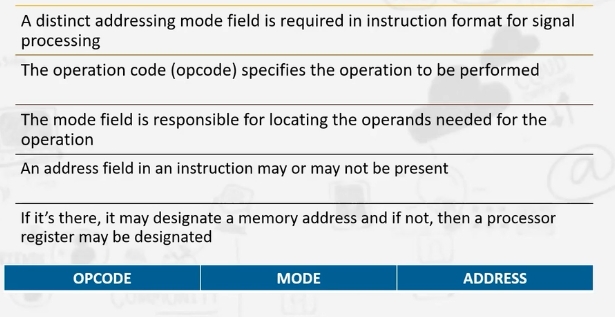 A distinct addressing mode field is required in instruction format for signal
processing
The operation code (opcode) specifies the operation to be performed
The mode field is responsible for locating the operands needed for the
operation
An address field in an instruction may or may not be present
If it's there, it may designate a memory address and if not, then a processor
register may be designated
OPCODE MODE ADDRESS
COMMUNITY